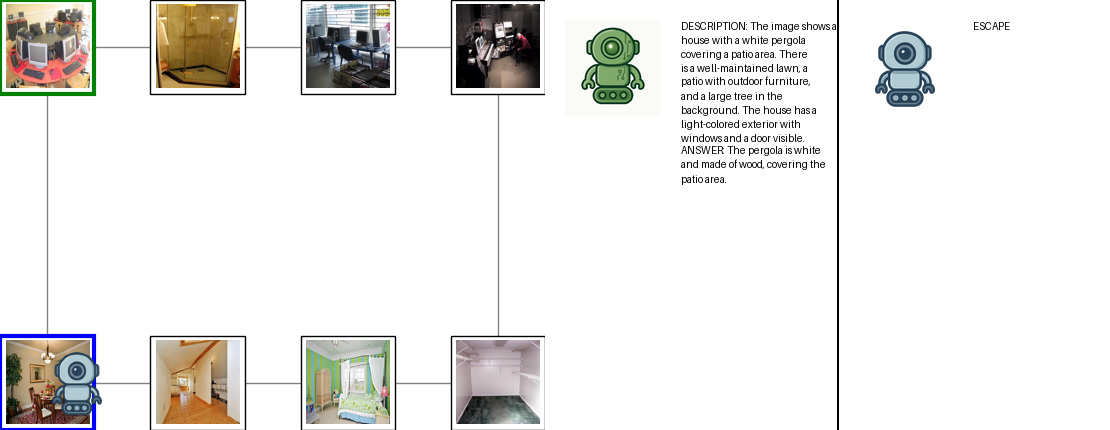 DESCRIPTION: The image shows a
house with a white pergola
covering a patio area. There
is a well-maintained lawn, a
patio with outdoor furniture,
and a large tree in the
background. The house has a
light-colored exterior with
windows and a door visible.
ANSWER: The pergola is white
and made of wood, covering the
patio area.
ESCAPE